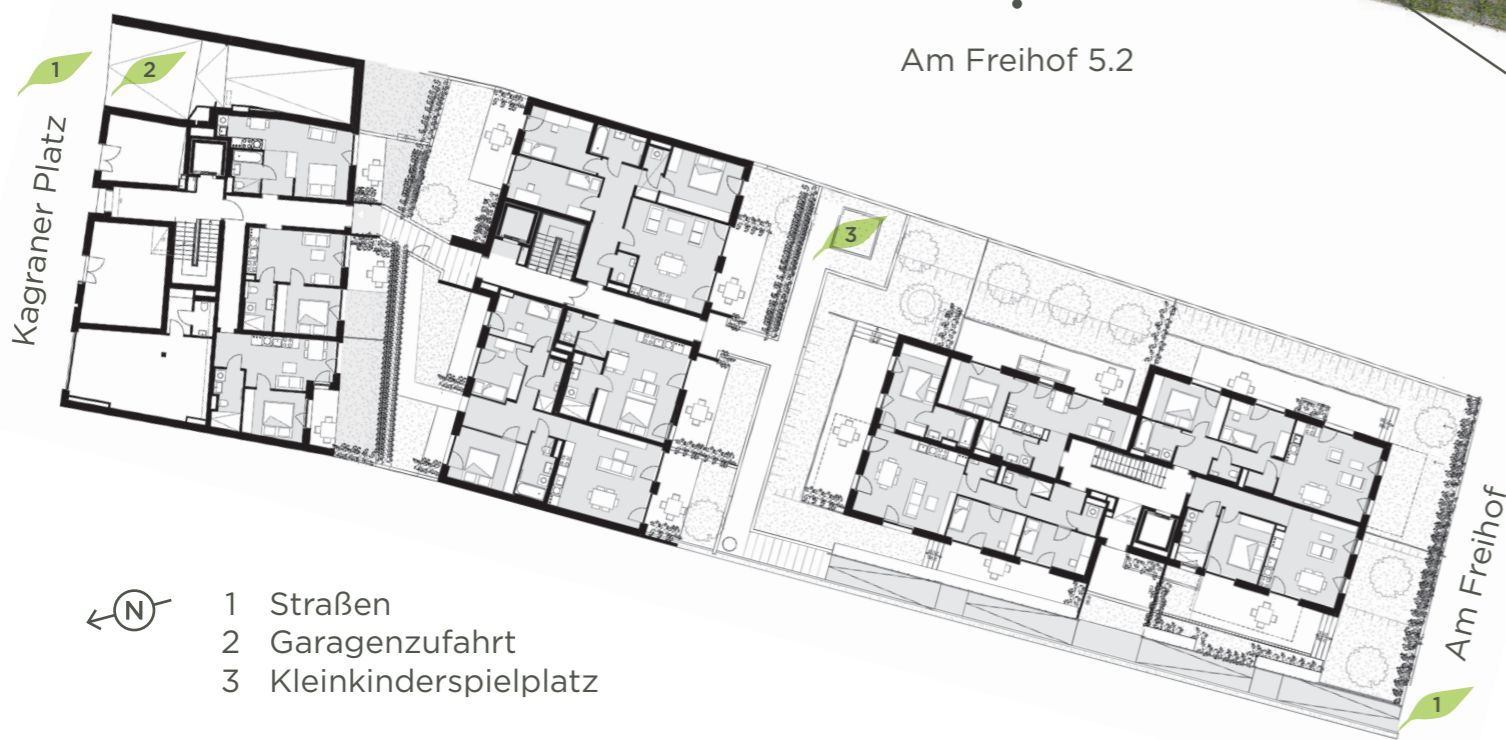 Am Freihof 5.2
1
2
Kagraner Platz
3
Am Freihof
1
N
1 Straßen
2 Garagenzufahrt
3 Kleinkinderspielplatz